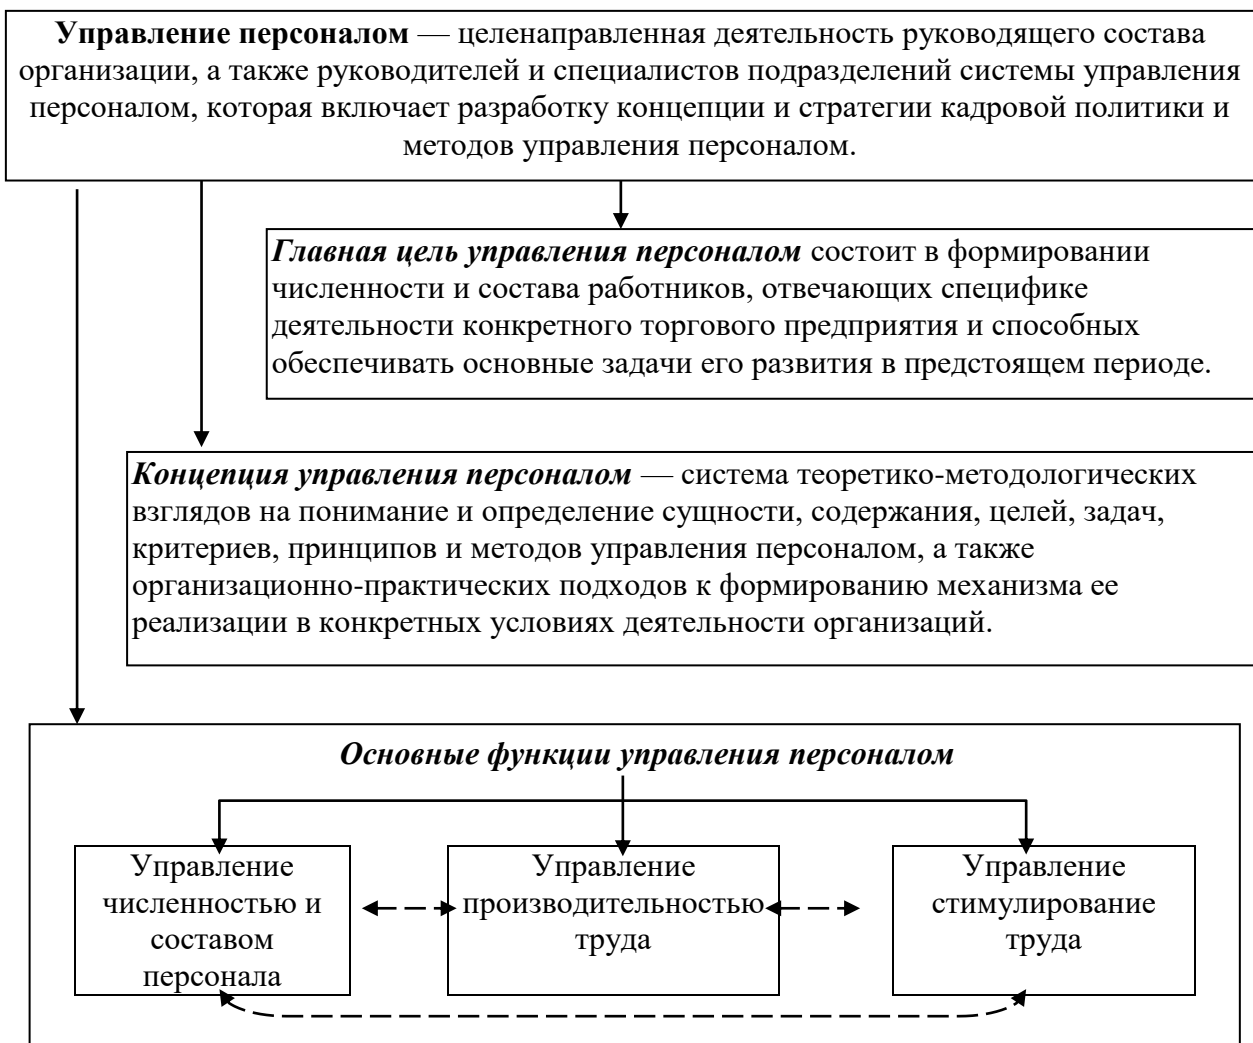 Управление персоналом — целенаправленная деятельность руководящего состава
организации, а также руководителей и специалистов подразделений системы управления
персоналом, которая включает разработку концепции и стратегии кадровой политики и
методов управления персоналом.
Главная цель управления персоналом состоит в формировании
численности и состава работников, отвечающих специфике
деятельности конкретного торгового предприятия и способных
обеспечивать основные задачи его развития в предстоящем периоде.
Концепция управления персоналом — система теоретико-методологических
взглядов на понимание и определение сущности, содержания, целей, задач,
критериев, принципов и методов управления персоналом, а также
организационно-практических подходов к формированию механизма ее
реализации в конкретных условиях деятельности организаций.
Основные функции управления персоналом
Управление
численностью и
составом
персонала
Управление
производительностью
труда
Управление
стимулирование
труда